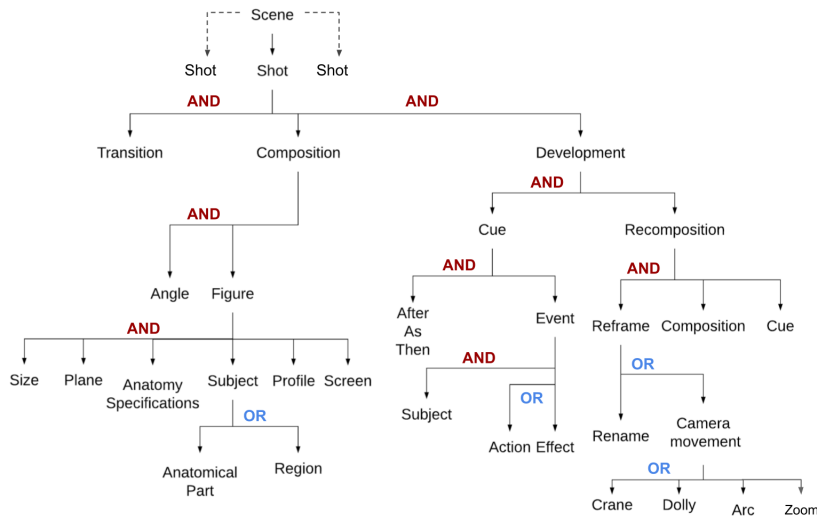 Scene
Shot
Shot
Shot
AND
AND
Transition
Composition
Development
AND
AND
Cue
Recomposition
AND
AND
Angle
Figure
After
As
Then
Event
Reframe
Composition
Cue
AND
AND
OR
Size
Plane
Anatomy
Specifications
Subject
Profile
Screen
OR
Subject
OR
Action
Effect
Rename
Camera
movement
Anatomical
Part
Region
OR
Crane
Dolly
Arc
Zoom